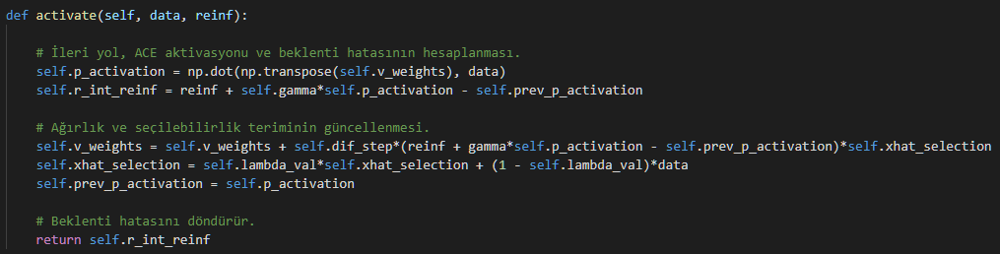 def activate(self, data, reinf):
# İleri yol, ACE aktivasyonu ve beklenti hatasının hesaplanması.
self.p_activation = np.dot(np.transpose(self.v_weights), data)
self.r_int_reinf = reinf + self.gamma*self.p_activation - self.prev_p_activation
# Ağırlık ve seçilebilirlik teriminin güncellenmesi.
self.v_weights = self.v_weights + self.dif_step*(reinf + gamma*self.p_activation - self.prev_p_activation)*self.xhat_selection
self.xhat_selection = self.lambda_val*self.xhat_selection + (1 - self.lambda_val)*data
self.prev_p_activation = self.p_activation
# Beklenti hatasını döndürür.
return self.r_int_reinf